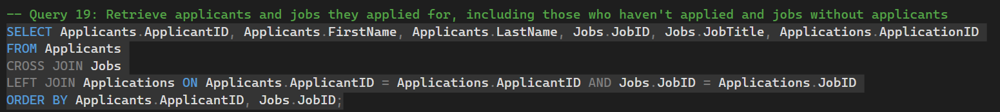 -- Query 19: Retrieve applicants and jobs they applied for, including those who haven't applied and jobs without applicants
SELECT Applicants.ApplicantID, Applicants.FirstName, Applicants.LastName, Jobs.JobID, Jobs.JobTitle, Applications.ApplicationID
FROM Applicants
CROSS JOIN Jobs
LEFT JOIN Applications ON Applicants.ApplicantID = Applications.ApplicantID AND Jobs.JobID = Applications.JobID
ORDER BY Applicants.ApplicantID, Jobs.JobID;